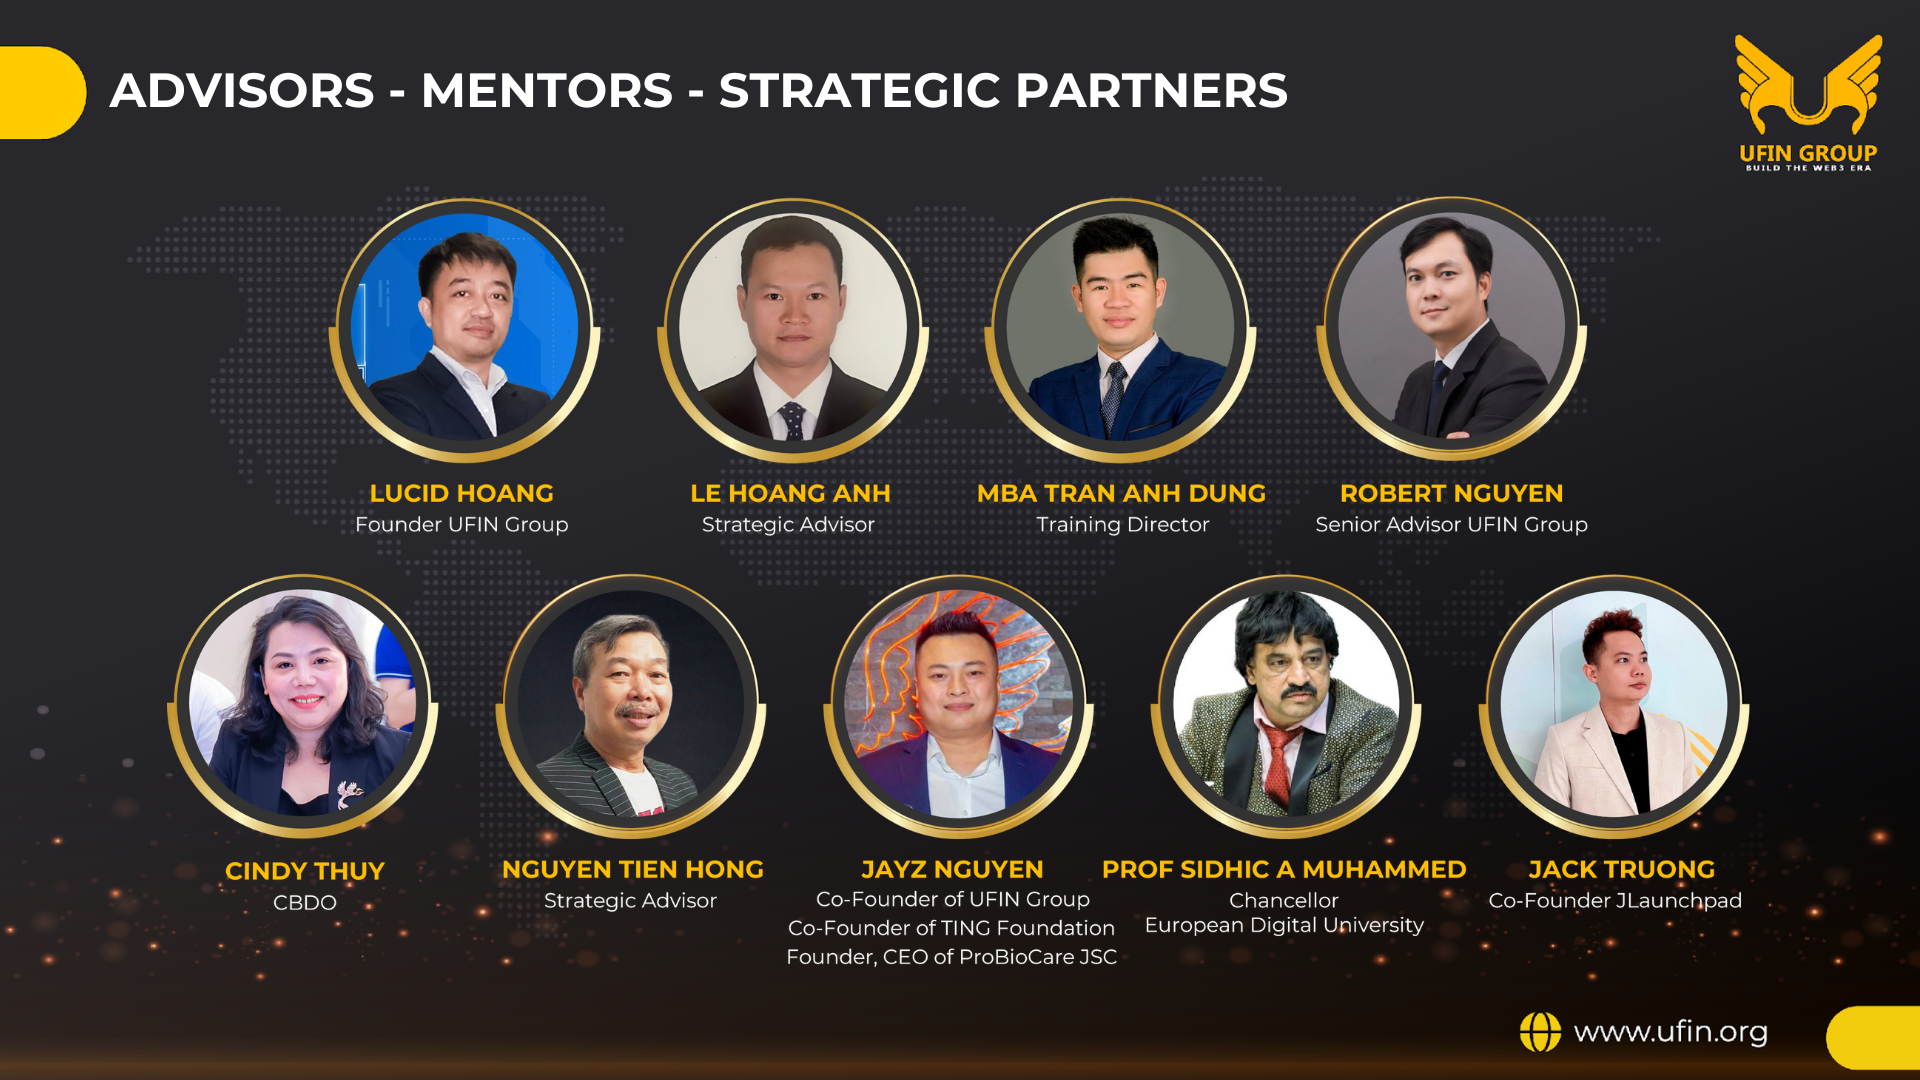 ADVISORS - MENTORS - STRATEGIC PARTNERS
UFIN GROUP
BUILD THE WEB3 ERA
LUCID HOANG
Founder UFIN Group
LE HOANG ANH
Strategic Advisor
MBA TRAN ANH DUNG
Training Director
ROBERT NGUYEN
Senior Advisor UFIN Group
CINDY THUY
CBDO
NGUYEN TIEN HONG
Strategic Advisor
JAYZ NGUYEN
Co-Founder of UFIN Group
Co-Founder of TING Foundation
Founder, CEO of ProBioCare JSC
PROF SIDHIC A MUHAMMED
Chancellor
European Digital University
JACK TRUONG
Co-Founder JLaunchpad
www.ufin.org